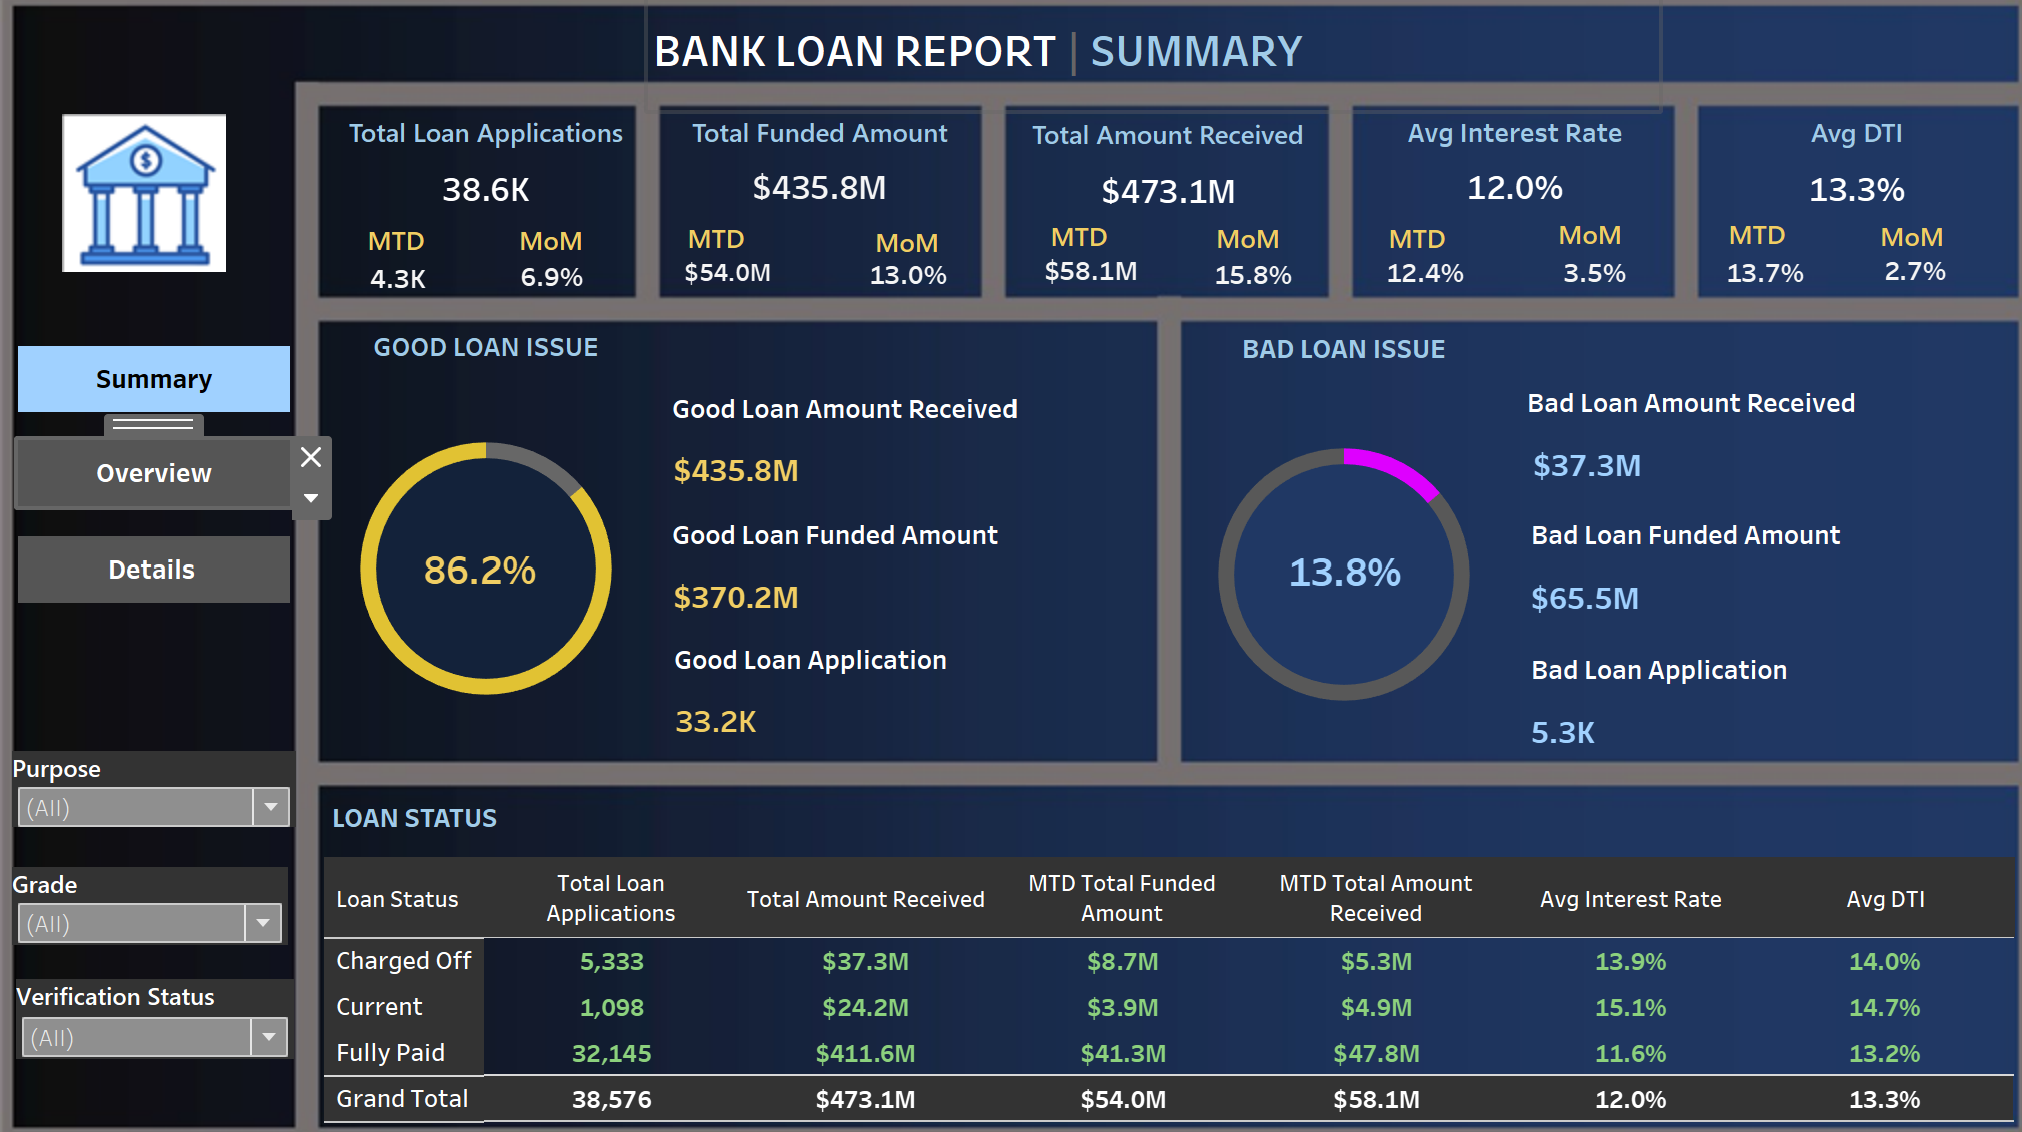 BANK LOAN REPORT | SUMMARY
$
Total Loan Applications
38.6K
MTD MoM
4.3K 6.9%
Total Funded Amount
$435.8M
MTD MoM
$54.0M 13.0%
Total Amount Received
$473.1M
MTD MoM
$58.1M 15.8%
Avg Interest Rate
12.0%
MTD MoM
12.4% 3.5%
Avg DTI
13.3%
MTD MoM
13.7% 2.7%
Summary
Overview
Details
Purpose
(All)
Grade
(All)
Verification Status
(All)
GOOD LOAN ISSUE
86.2%
Good Loan Amount Received
$435.8M
Good Loan Funded Amount
$370.2M
Good Loan Application
33.2K
BAD LOAN ISSUE
13.8%
Bad Loan Amount Received
$37.3M
Bad Loan Funded Amount
$65.5M
Bad Loan Application
5.3K
LOAN STATUS
Loan Status Total Loan Applications Total Amount Received MTD Total Funded Amount MTD Total Amount Received Avg Interest Rate Avg DTI
Charged Off 5,333 $37.3M $8.7M $5.3M 13.9% 14.0%
Current 1,098 $24.2M $3.9M $4.9M 15.1% 14.7%
Fully Paid 32,145 $411.6M $41.3M $47.8M 11.6% 13.2%
Grand Total 38,576 $473.1M $54.0M $58.1M 12.0% 13.3%